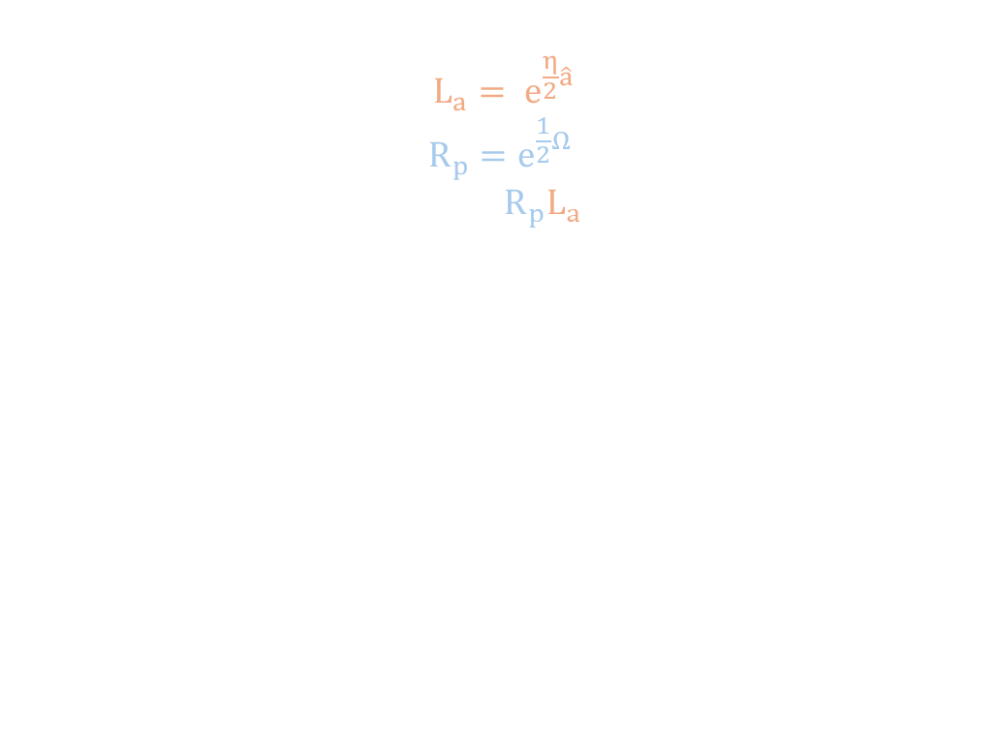 Lₐ = e^(η/2 â)
Rₚ = e^(1/2 Ω)
RₚLₐ